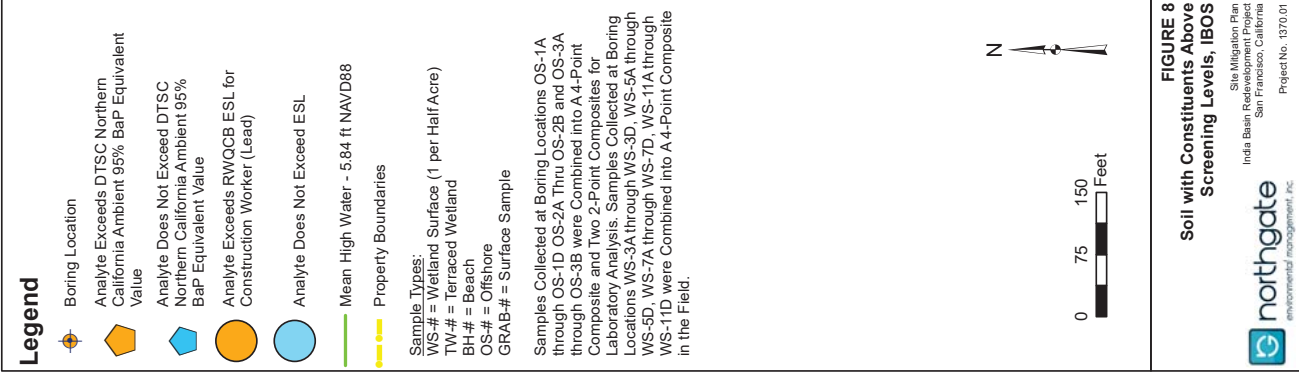 Legend
Boring Location
Analyte Exceeds DTSC Northern
California Ambient 95% BaP Equivalent
Value
Analyte Does Not Exceed DTSC
Northern California Ambient 95%
BaP Equivalent Value
Analyte Exceeds RWQCB ESL for
Construction Worker (Lead)
Analyte Does Not Exceed ESL
Mean High Water - 5.84 ft NAVD88
Property Boundaries
Sample Types:
WS-# = Wetland Surface (1 per Half Acre)
TW-# = Terraced Wetland
BH-# = Beach
OS-# = Offshore
GRAB-# = Surface Sample
Samples Collected at Boring Locations OS-1A
through OS-1D OS-2A Thru OS-2B and OS-3A
through OS-3B were Combined into A 4-Point
Composite and Two 2-Point Composites for
Laboratory Analysis. Samples Collected at Boring
Locations WS-3A through WS-3D, WS-5A through
WS-5D, WS-7A through WS-7D, WS-11A through
WS-11D were Combined into A 4-Point Composite
in the Field.
N
0 75 150
Feet
FIGURE 8
Soil with Constituents Above
Screening Levels, IBOS
Site Mitigation Plan
India Basin Redevelopment Project
San Francisco, California
Project No. 1370.01
northgate
environmental management, inc.